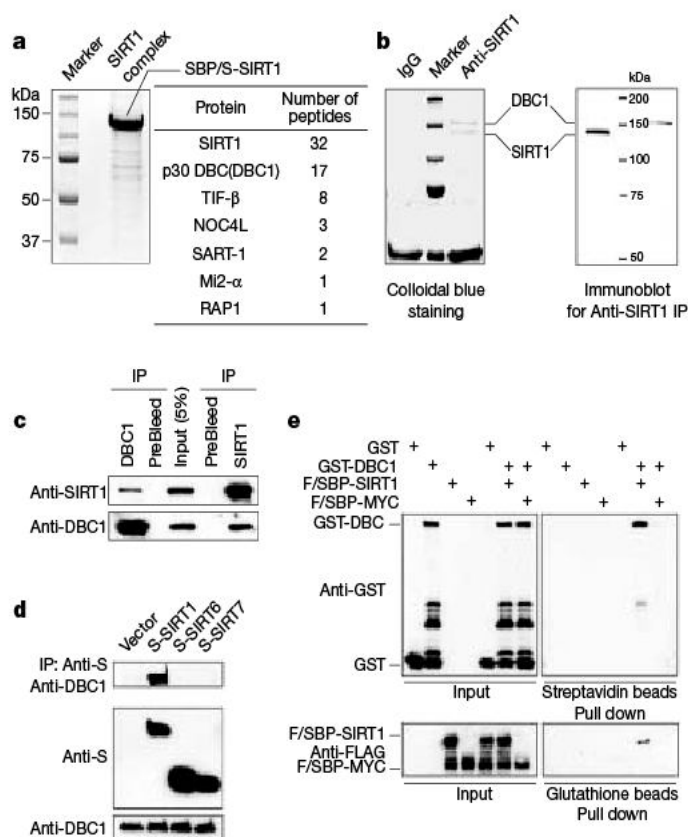 a
Marker
SIRT1
complex
SBP/S-SIRT1
kDa
150
75
50
37
Protein Number of peptides
SIRT1 32
p30 DBC(DBC1) 17
TIF-β 8
NOC4L 3
SART-1 2
Mi2-α 1
RAP1 1
b
IgG
Marker
Anti-SIRT1
DBC1
SIRT1
kDa
200
150
100
75
50
Colloidal blue
staining
Immunoblot
for Anti-SIRT1 IP
c
IP IP
DBC1
PreBleed
Input (5%)
PreBleed
SIRT1
Anti-SIRT1
Anti-DBC1
d
Vector
S-SIRT1
S-SIRT6
S-SIRT7
IP: Anti-S
Anti-DBC1
Anti-S
Anti-DBC1
e
GST + + + +
GST-DBC1 + + + + + +
F/SBP-SIRT1 + + + +
F/SBP-MYC + + + +
GST-DBC
Anti-GST
GST
Input
Streptavidin beads
Pull down
F/SBP-SIRT1
Anti-FLAG
F/SBP-MYC
Input
Glutathione beads
Pull down